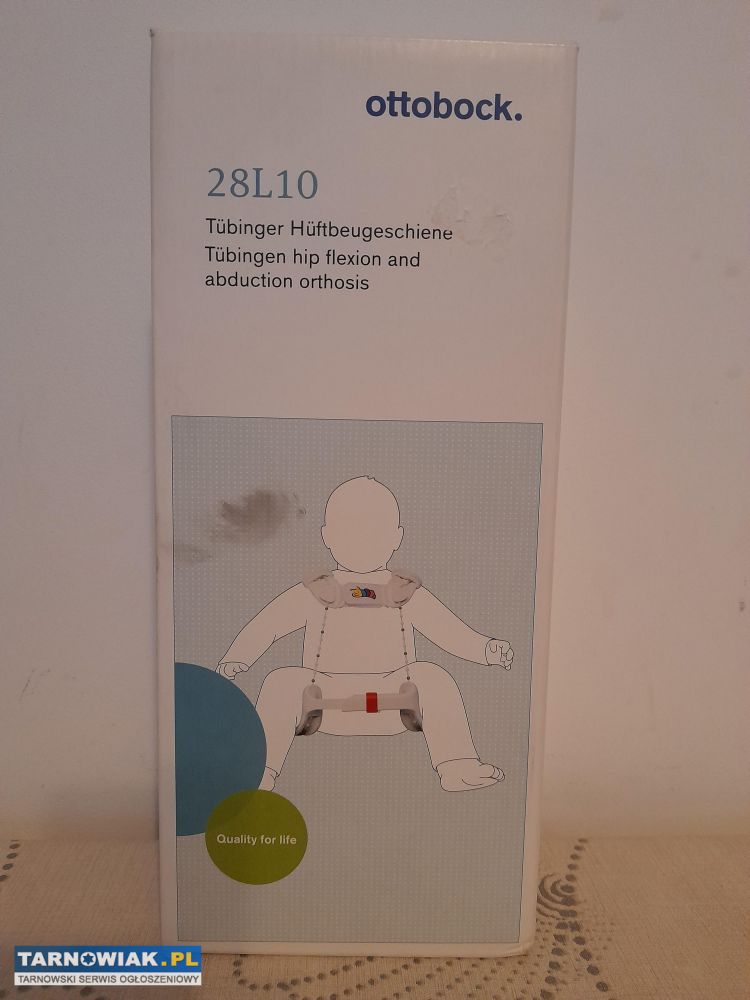 ottobock.
28L10
Tübinger Hüftbeugeschiene
Tübingen hip flexion and
abduction orthosis
Quality for life
TARNOWIAK.PL
TARNOWSKI SERWIS OGŁOSZENIOWY